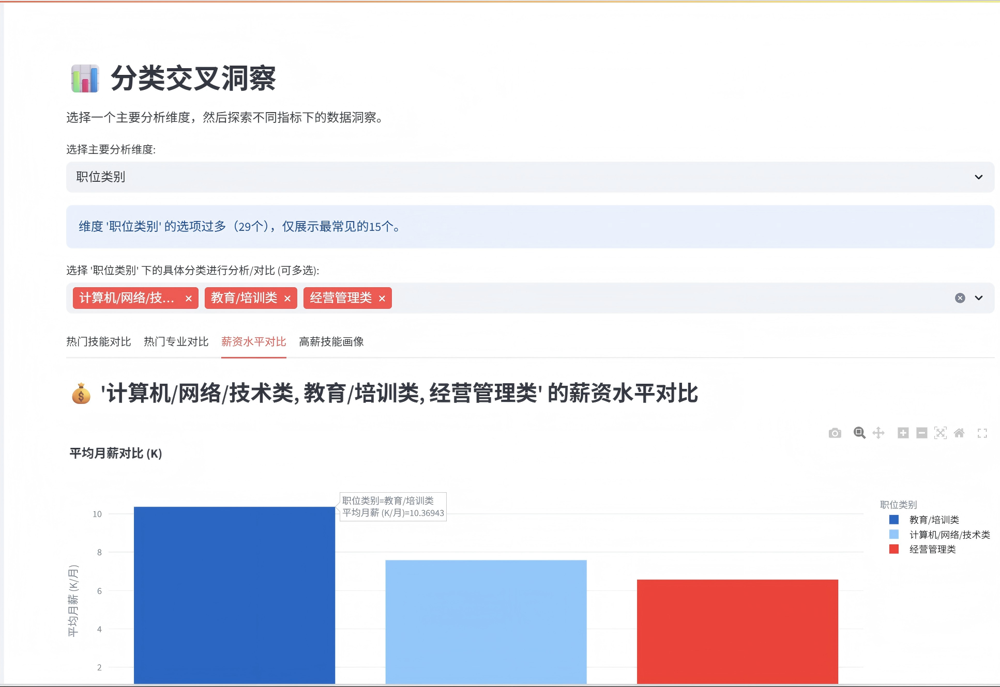 分类交叉洞察
选择一个主要分析维度，然后探索不同指标下的数据洞察。
选择主要分析维度:
职位类别
维度 '职位类别' 的选项过多（29个），仅展示最常见的15个。
选择 '职位类别' 下的具体分类进行分析/对比 (可多选):
计算机/网络/技... × 教育/培训类 × 经营管理类 ×
热门技能对比 热门专业对比 薪资水平对比 高薪技能画像
'计算机/网络/技术类, 教育/培训类, 经营管理类' 的薪资水平对比
平均月薪对比 (K)
职位类别=教育/培训类
平均月薪 (K/月)=10.36943
10
8
6
4
2
平均月薪 (K/月)
职位类别
教育/培训类
计算机/网络/技术类
经营管理类